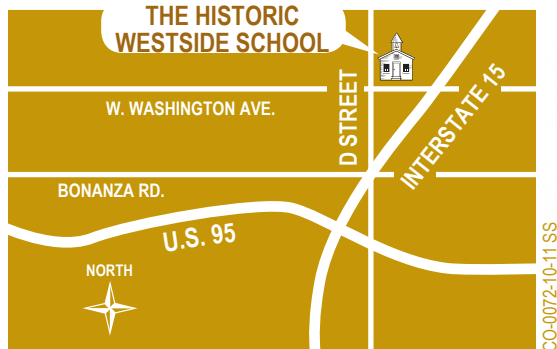 THE HISTORIC
WESTSIDE SCHOOL
W. WASHINGTON AVE.
D STREET
INTERSTATE 15
BONANZA RD.
U.S. 95
NORTH
CO-0072-10-11 SS